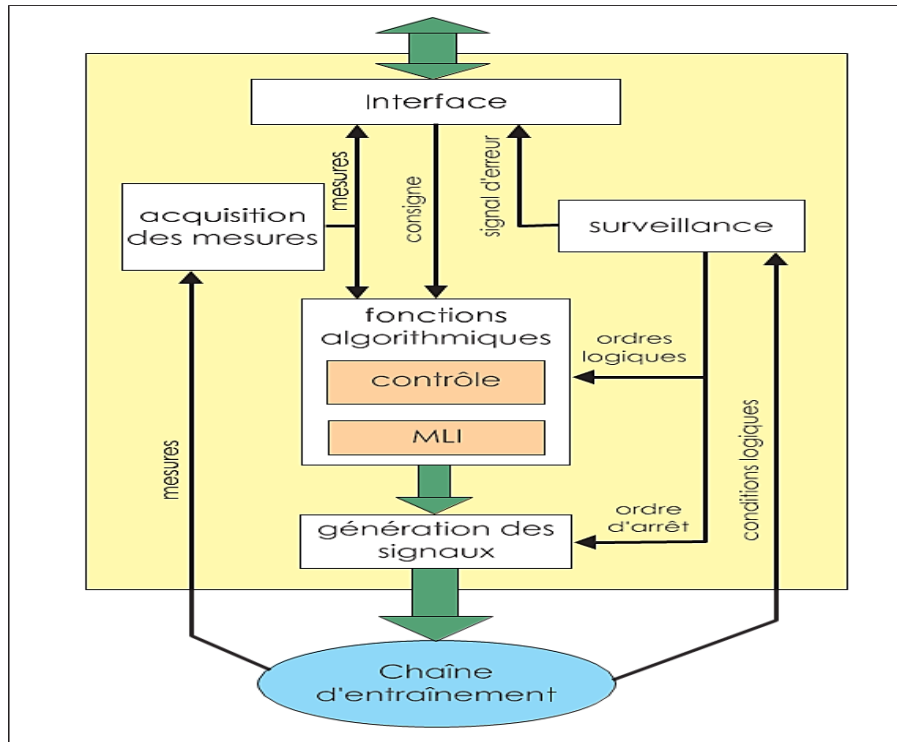 Interface
mesures
consigne
signal d'erreur
acquisition
des mesures
surveillance
fonctions
algorithmiques
contrôle
MLI
ordres
logiques
mesures
conditions logiques
ordre
d'arrêt
génération des
signaux
Chaîne
d'entraînement